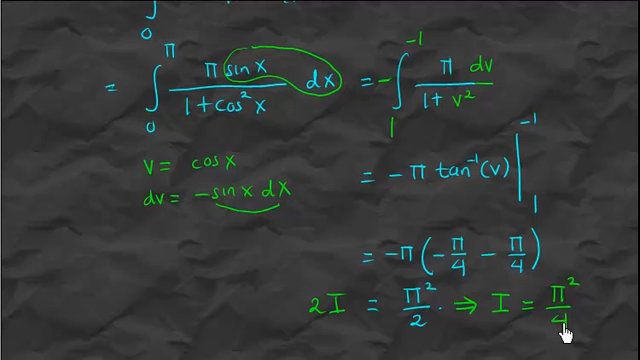 ∫₀
= ∫₀^π π sin x / (1 + cos² x) dx = - ∫₁^-1 π dv / (1 + v²)
v = cos x
dv = - sin x dx
= - π tan⁻¹(v) |₁^-1
= - π ( - π/4 - π/4 )
2 I = π²/2 . ⇒ I = π²/4